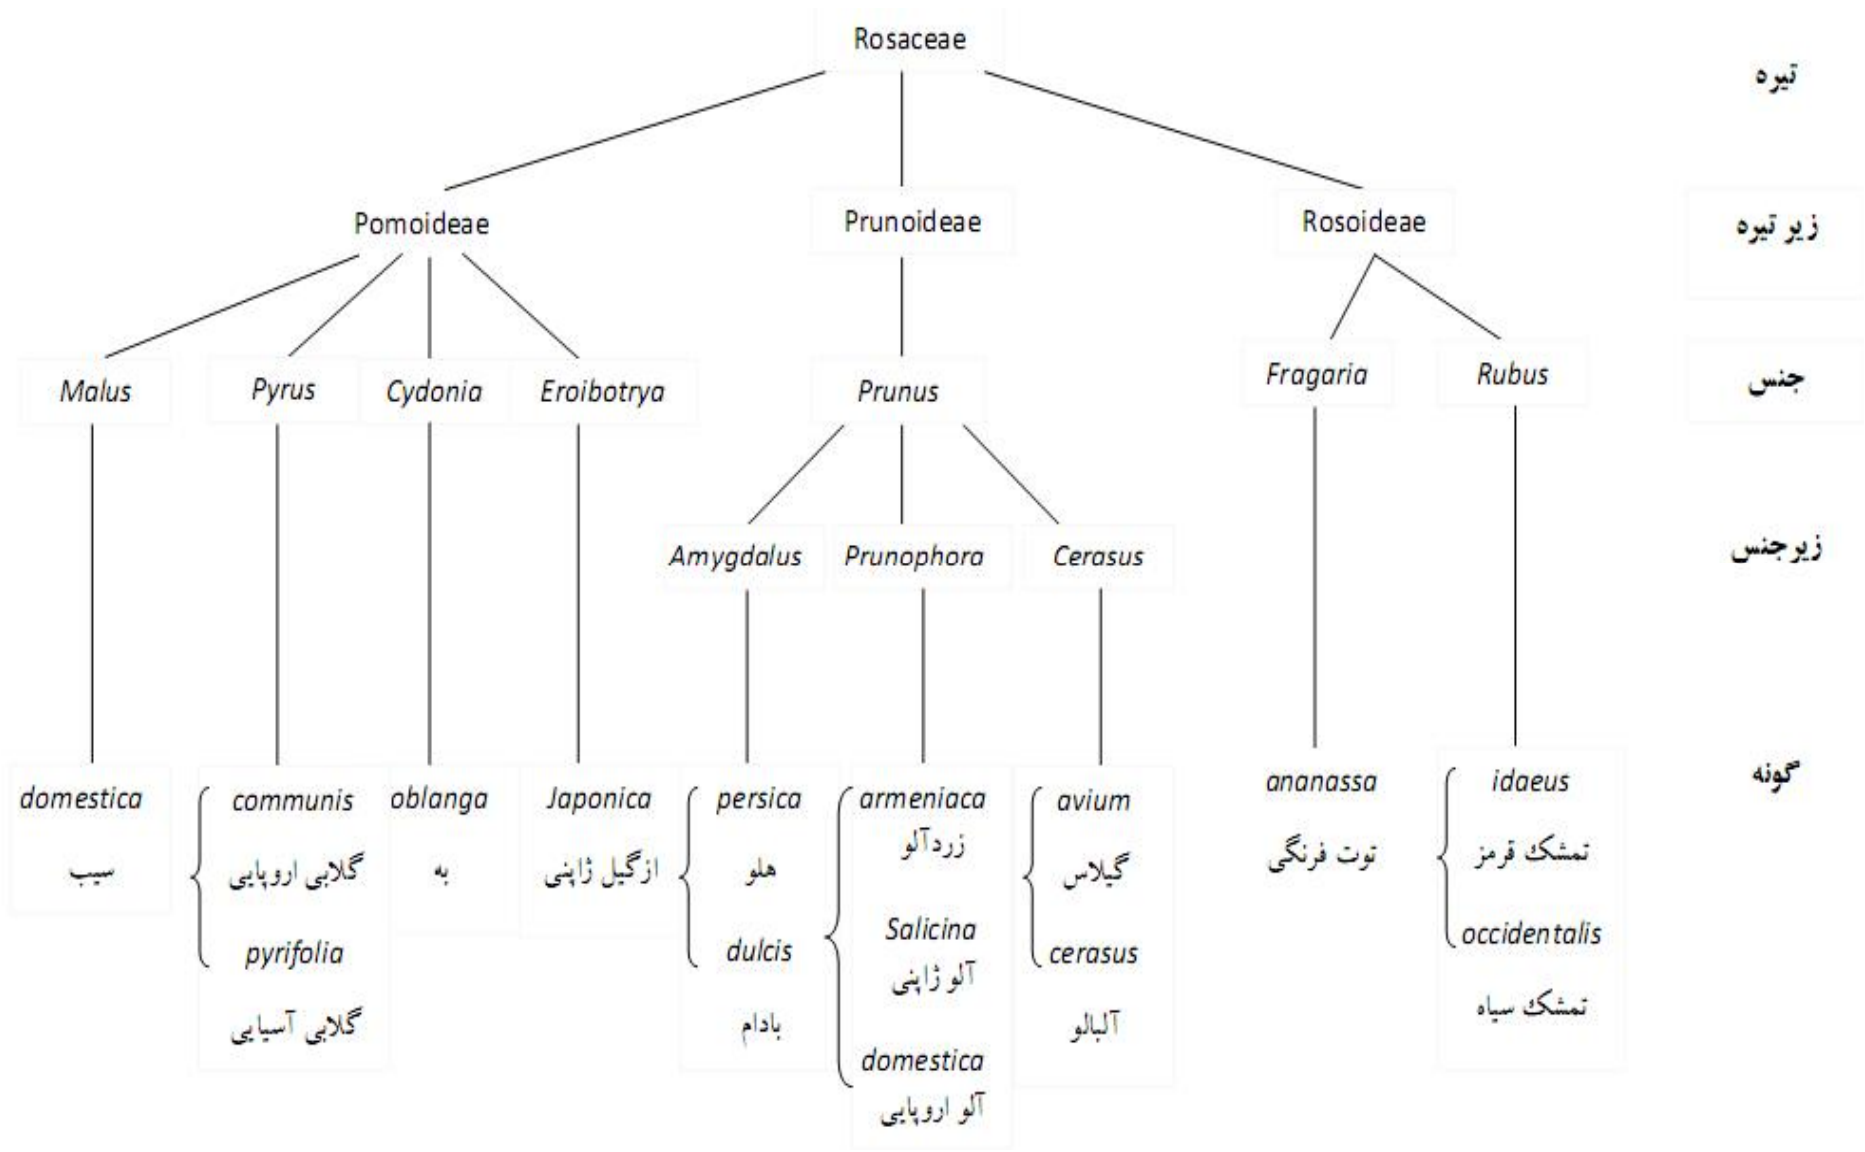 Rosaceae
تیره
Pomoideae
Prunoideae
Rosoideae
زیر تیره
Malus
Pyrus
Cydonia
Eroibotrya
Prunus
Fragaria
Rubus
جنس
Amygdalus
Prunophora
Cerasus
زیرجنس
domestica
سیب
communis
گلابی اروپایی
pyrifolia
گلابی آسیایی
oblanga
به
Japonica
ازگیل ژاپنی
persica
هلو
dulcis
بادام
armeniaca
زردآلو
Salicina
آلو ژاپنی
domestica
آلو اروپایی
avium
گیلاس
cerasus
آلبالو
ananassa
توت فرنگی
idaeus
تمشک قرمز
occidentalis
تمشک سیاه
گونه